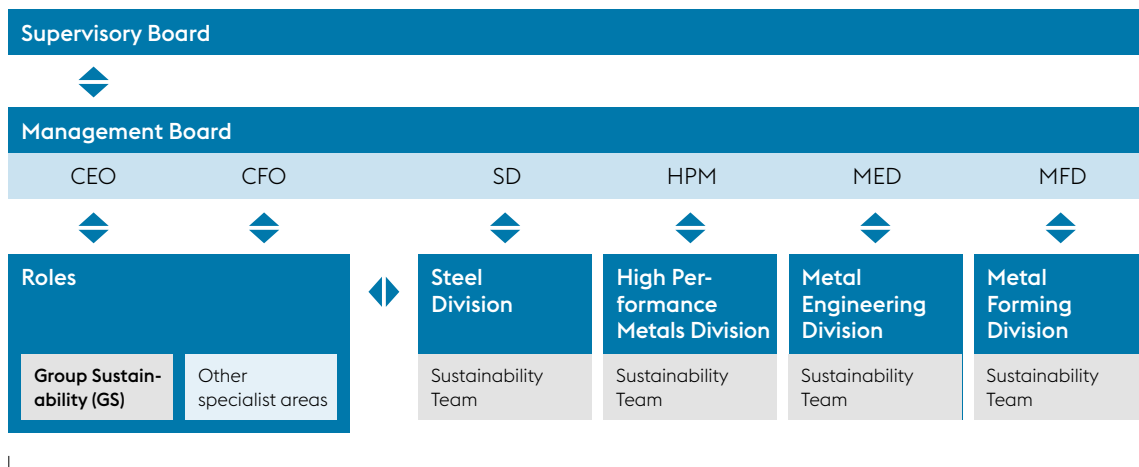 Supervisory Board
Management Board
CEO CFO SD HPM MED MFD
Roles
Group Sustain-
ability (GS)
Other
specialist areas
Steel
Division
Sustainability
Team
High Per-
formance
Metals Division
Sustainability
Team
Metal
Engineering
Division
Sustainability
Team
Metal
Forming
Division
Sustainability
Team